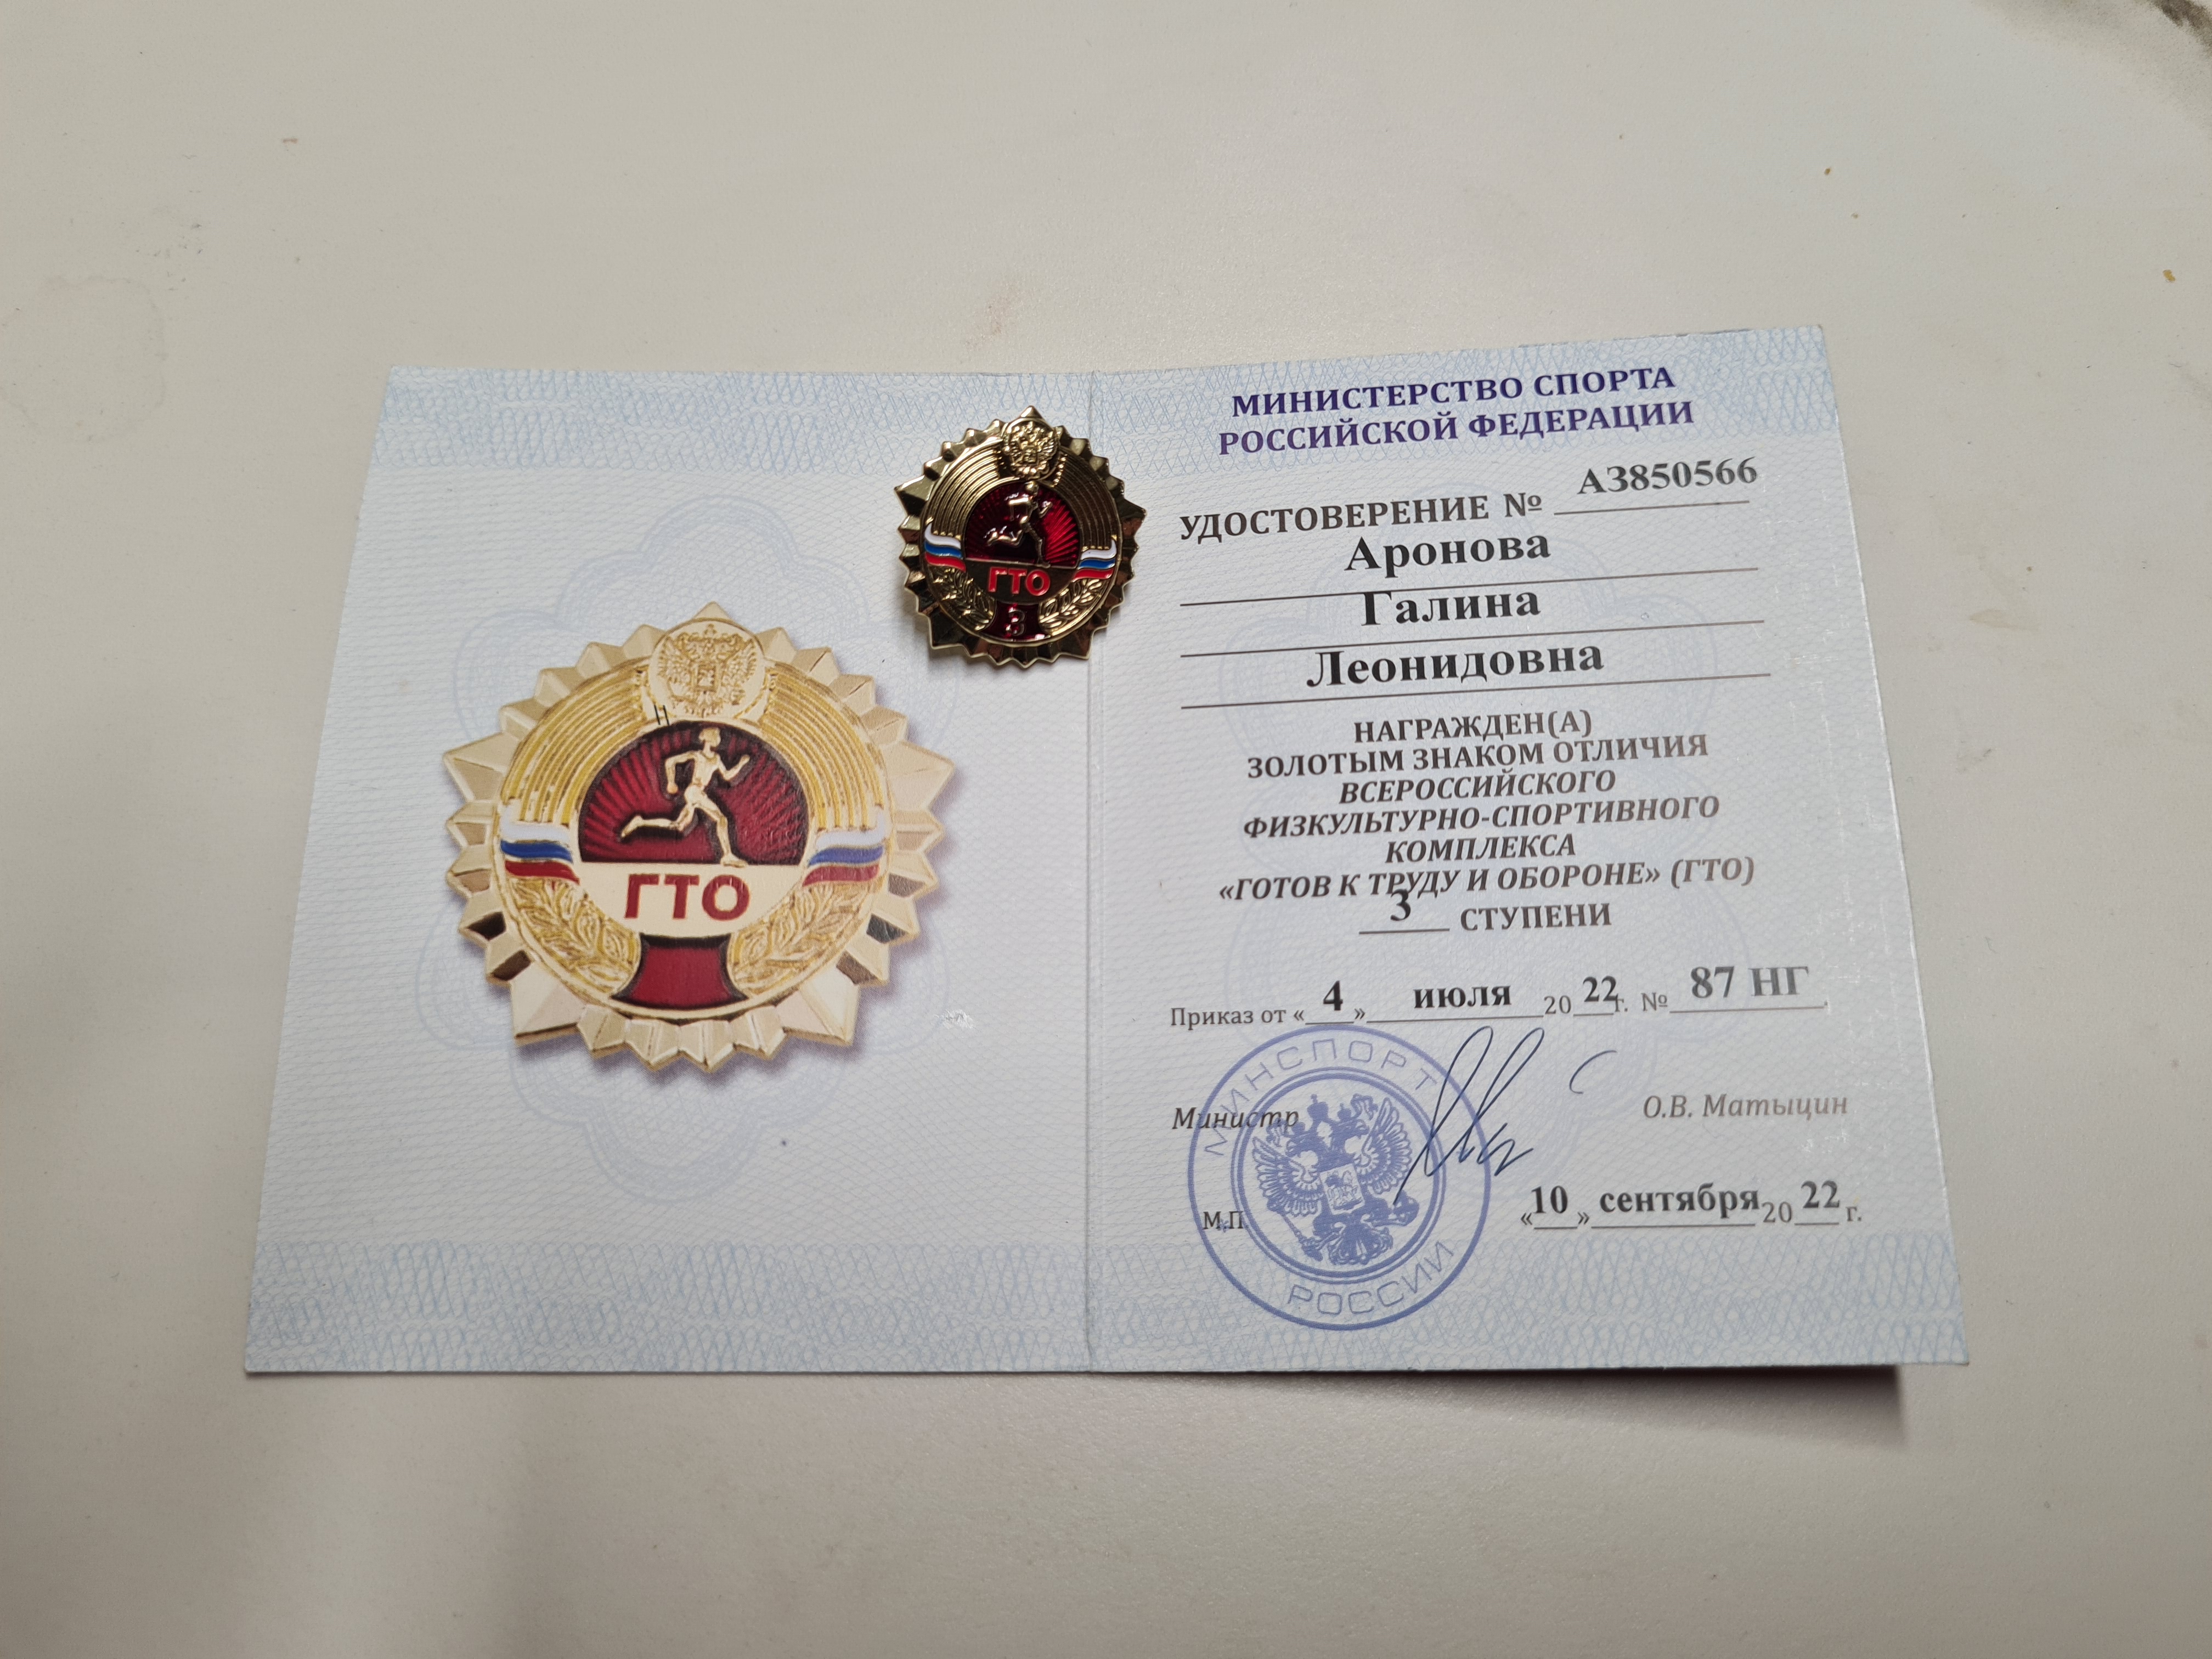 ГТО
3
ГТО
МИНИСТЕРСТВО СПОРТА
РОССИЙСКОЙ ФЕДЕРАЦИИ
УДОСТОВЕРЕНИЕ № АЗ850566
Аронова
Галина
Леонидовна
НАГРАЖДЕН(А)
ЗОЛОТЫМ ЗНАКОМ ОТЛИЧИЯ
ВСЕРОССИЙСКОГО
ФИЗКУЛЬТУРНО-СПОРТИВНОГО
КОМПЛЕКСА
«ГОТОВ К ТРУДУ И ОБОРОНЕ» (ГТО)
3 СТУПЕНИ
Приказ от «4» июля 2022г. № 87 НГ
Министр О.В. Матыцин
МИНСПОРТ
РОССИИ
М.П.
«10» сентября 2022 г.